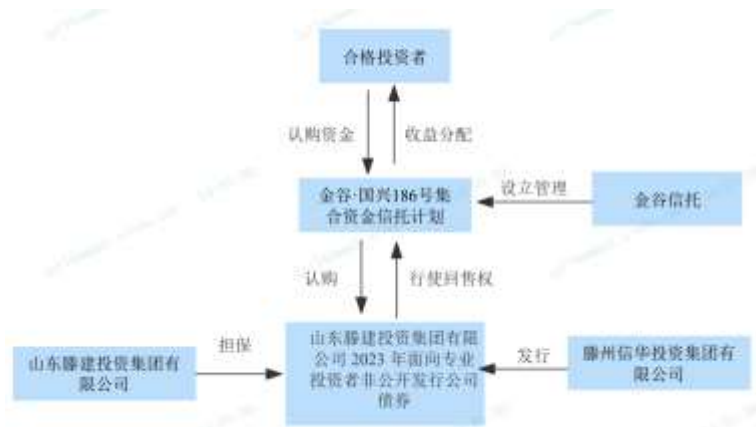 合格投资者
认购资金
收益分配
金谷·国兴186号集
合资金信托计划
设立管理
金谷信托
认购
行使回售权
山东滕建投资集团有
限公司
担保
山东滕建投资集团有限
公司 2023 年面向专业
投资者非公开发行公司
债券
发行
滕州信华投资集团有
限公司